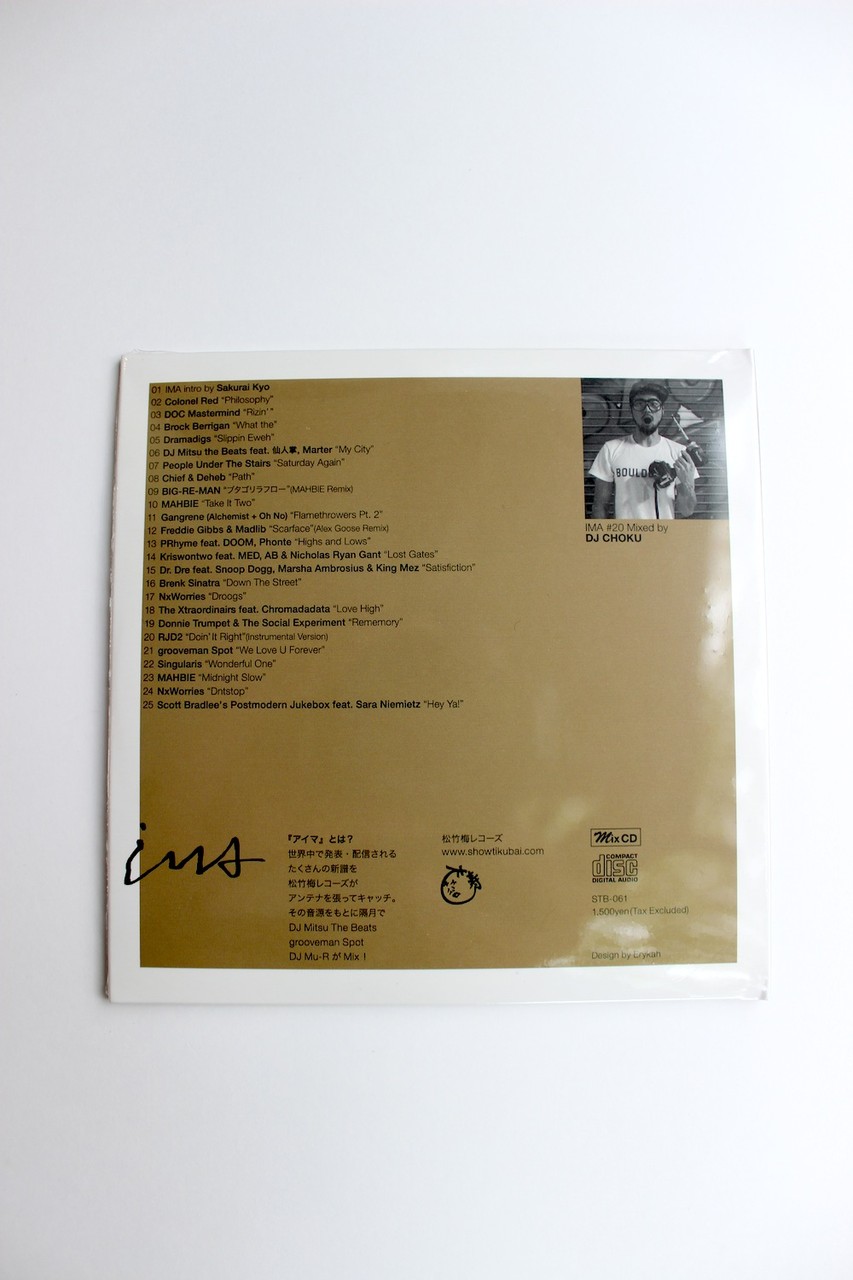 01 IMA intro by Sakurai Kyo
02 Colonel Red "Philosophy"
03 DOC Mastermind "Rizin'"
04 Brock Berrigan "What the"
05 Dramadigs "Slippin Eweh"
06 DJ Mitsu the Beats feat. 仙人掌, Marter "My City"
07 People Under The Stairs "Saturday Again"
08 Chief & Deheb "Path"
09 BIG-RE-MAN "ブタゴリラフロー"(MAHBIE Remix)
10 MAHBIE "Take It Two"
11 Gangrene (Alchemist + Oh No) "Flamethrowers Pt. 2"
12 Freddie Gibbs & Madlib "Scarface"(Alex Goose Remix)
13 PRhyme feat. DOOM, Phonte "Highs and Lows"
14 Kriswontwo feat. MED, AB & Nicholas Ryan Gant "Lost Gates"
15 Dr. Dre feat. Snoop Dogg, Marsha Ambrosius & King Mez "Satisfiction"
16 Brenk Sinatra "Down The Street"
17 NxWorries "Droogs"
18 The Xtraordinairs feat. Chromadadata "Love High"
19 Donnie Trumpet & The Social Experiment "Rememory"
20 RJD2 "Doin' It Right"(Instrumental Version)
21 grooveman Spot "We Love U Forever"
22 Singularis "Wonderful One"
23 MAHBIE "Midnight Slow"
24 NxWorries "Dntstop"
25 Scott Bradlee's Postmodern Jukebox feat. Sara Niemietz "Hey Ya!"
IMA #20 Mixed by
DJ CHOKU
ima
『アイマ』とは？
世界中で発表・配信される
たくさんの新譜を
松竹梅レコーズが
アンテナを張ってキャッチ。
その音源をもとに隔月で
DJ Mitsu The Beats
grooveman Spot
DJ Mu-R が Mix！
松竹梅レコーズ
www.showtikubai.com
Mix CD
COMPACT
disc
DIGITAL AUDIO
STB-061
1,500yen(Tax Excluded)
Design by Erykah